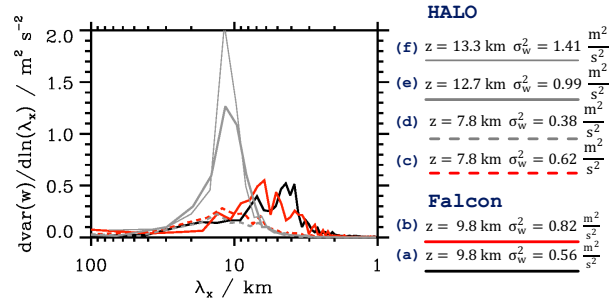 dvar(w)/dln(λx) / m² s⁻²
2.0
1.5
1.0
0.5
0.0
100
10
1
λx / km
HALO
(f) z = 13.3 km σ²w = 1.41 m²/s²
(e) z = 12.7 km σ²w = 0.99 m²/s²
(d) z = 7.8 km σ²w = 0.38 m²/s²
(c) z = 7.8 km σ²w = 0.62 m²/s²
Falcon
(b) z = 9.8 km σ²w = 0.82 m²/s²
(a) z = 9.8 km σ²w = 0.56 m²/s²